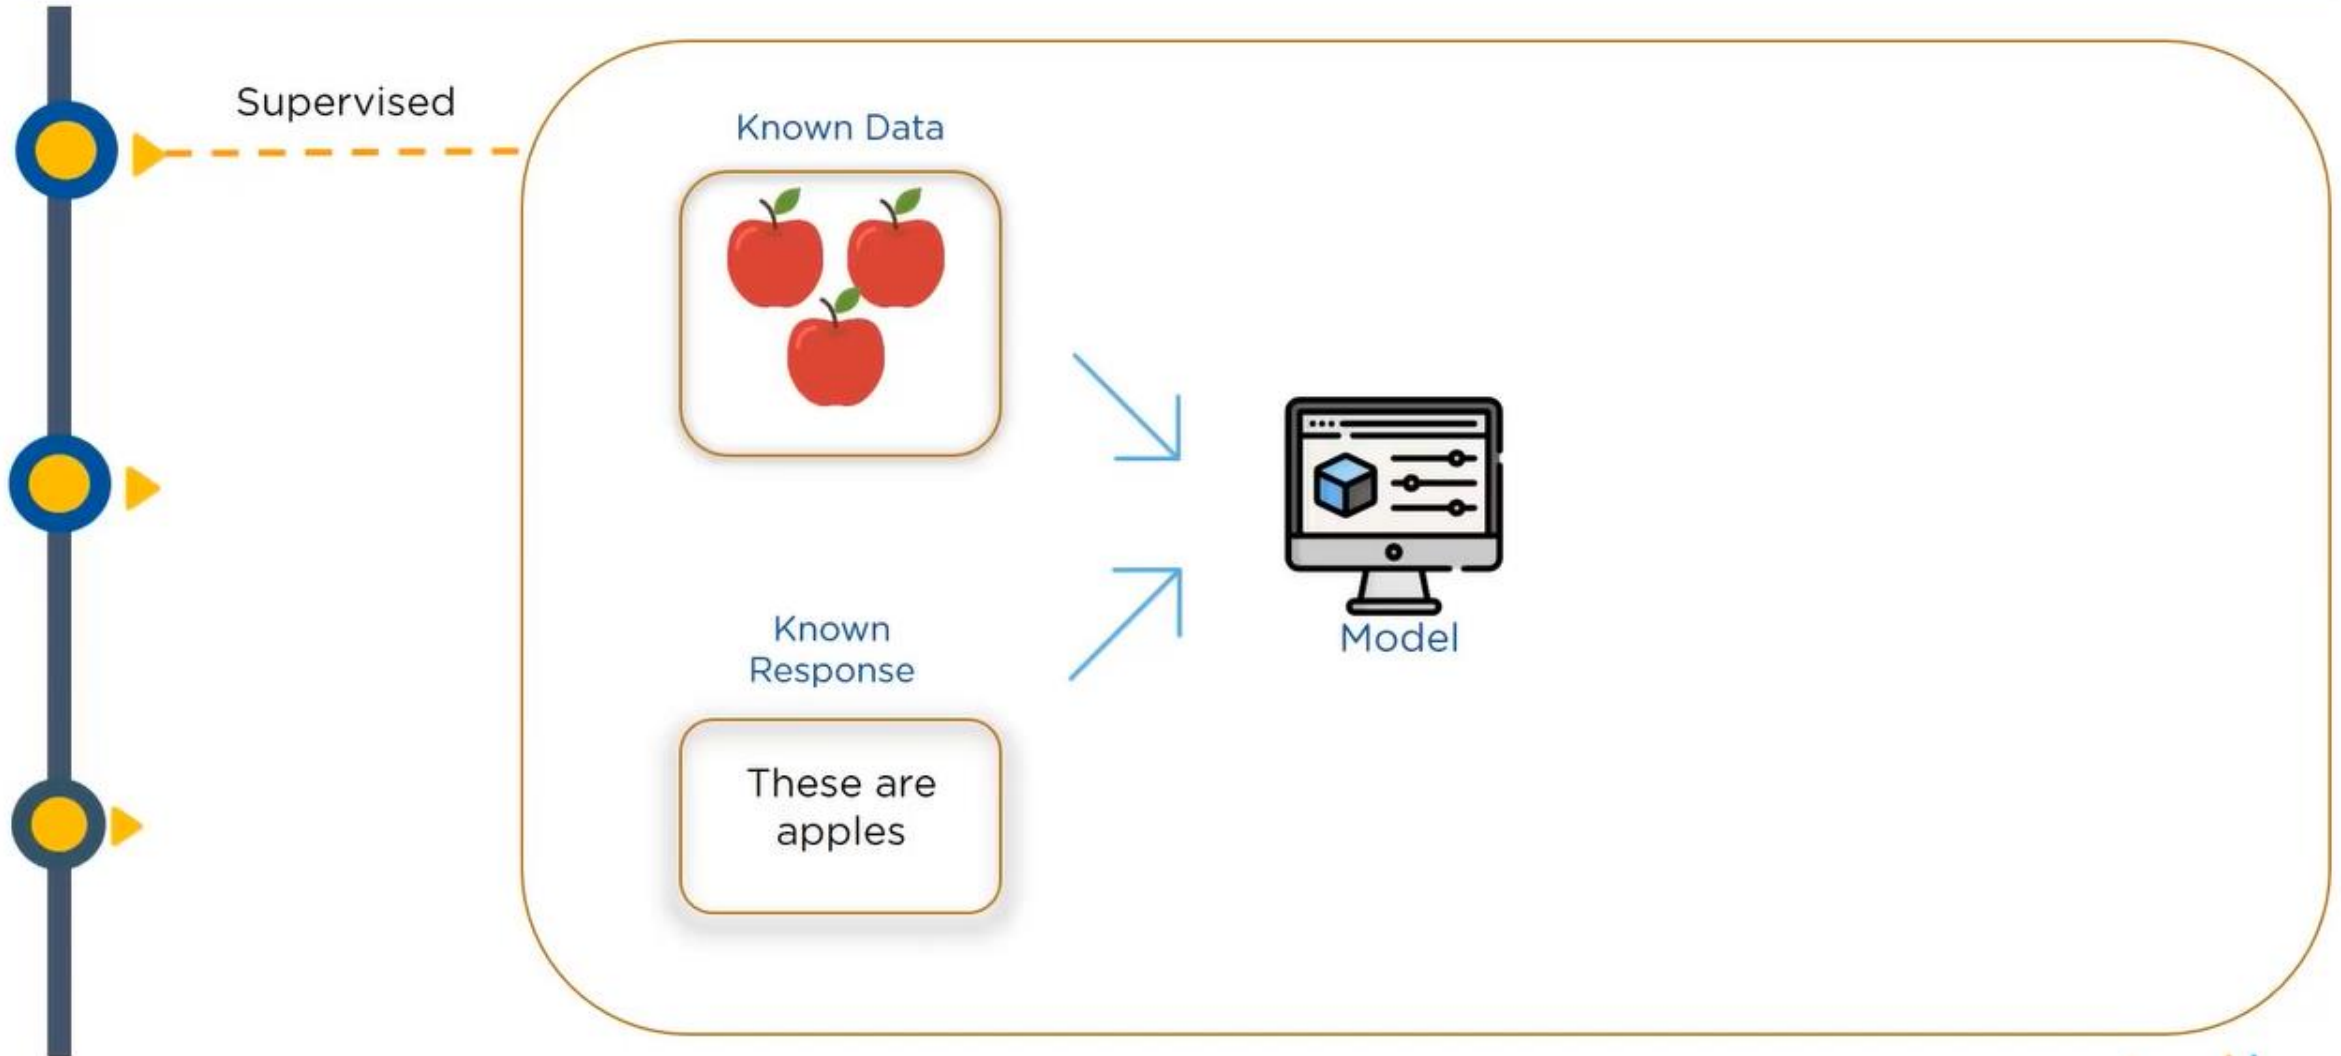 Supervised
Known Data
Known
Response
These are
apples
Model